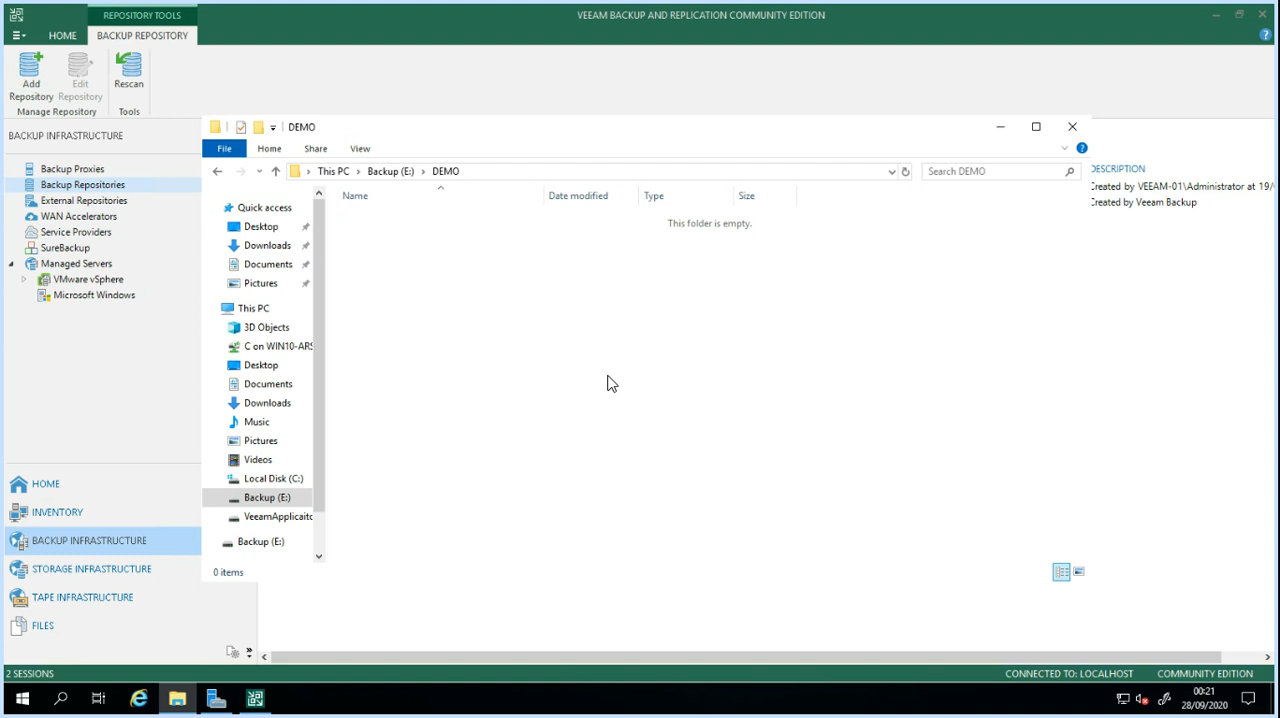 REPOSITORY TOOLS
VEEAM BACKUP AND REPLICATION COMMUNITY EDITION
HOME
BACKUP REPOSITORY
Add Repository
Edit Repository
Rescan
Manage Repository
Tools
BACKUP INFRASTRUCTURE
Backup Proxies
Backup Repositories
External Repositories
WAN Accelerators
Service Providers
SureBackup
Managed Servers
VMware vSphere
Microsoft Windows
HOME
INVENTORY
BACKUP INFRASTRUCTURE
STORAGE INFRASTRUCTURE
TAPE INFRASTRUCTURE
FILES
DEMO
File
Home
Share
View
This PC > Backup (E:) > DEMO
Search DEMO
Name
Date modified
Type
Size
This folder is empty.
Quick access
Desktop
Downloads
Documents
Pictures
This PC
3D Objects
C on WIN10-ARS
Desktop
Documents
Downloads
Music
Pictures
Videos
Local Disk (C:)
Backup (E:)
VeeamApplicaito
Backup (E:)
0 items
DESCRIPTION
Created by VEEAM-01\Administrator at 19/
Created by Veeam Backup
2 SESSIONS
CONNECTED TO: LOCALHOST
COMMUNITY EDITION
00:21
28/09/2020